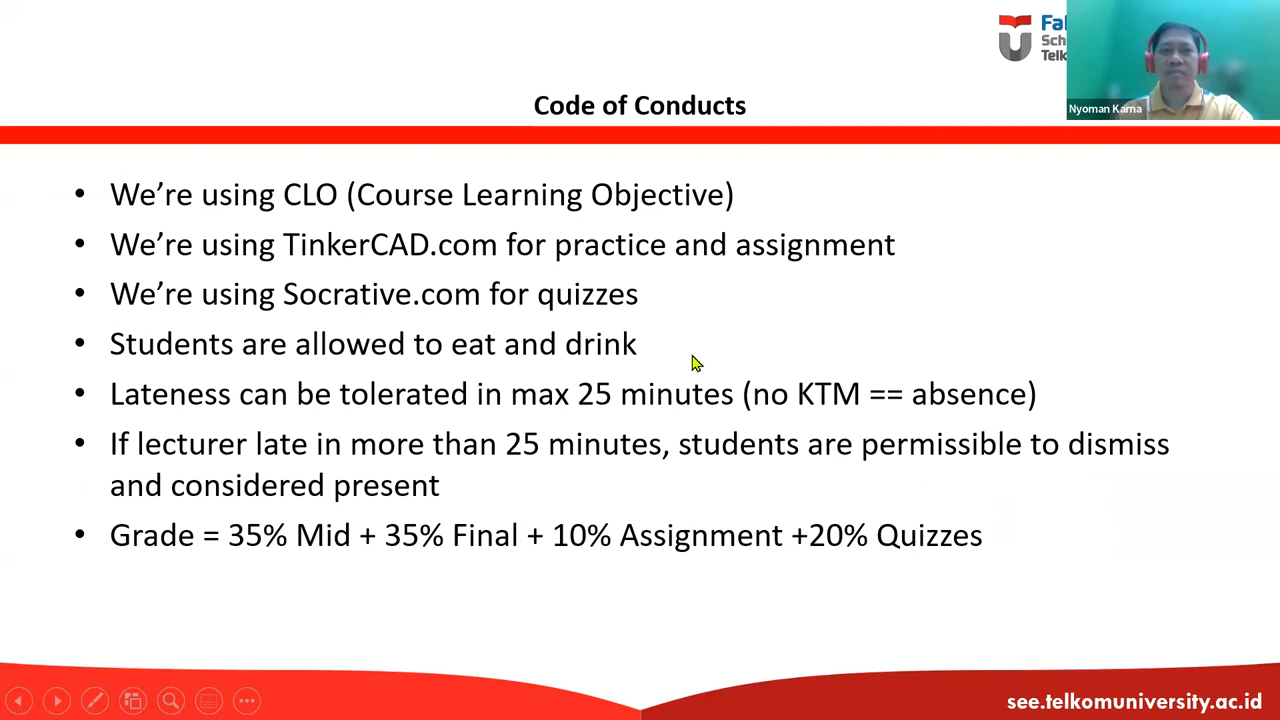 Fa
Sch
Telk
Nyoman Karna
Code of Conducts
• We’re using CLO (Course Learning Objective)
• We’re using TinkerCAD.com for practice and assignment
• We’re using Socrative.com for quizzes
• Students are allowed to eat and drink
• Lateness can be tolerated in max 25 minutes (no KTM == absence)
• If lecturer late in more than 25 minutes, students are permissible to dismiss
and considered present
• Grade = 35% Mid + 35% Final + 10% Assignment +20% Quizzes
see.telkomuniversity.ac.id